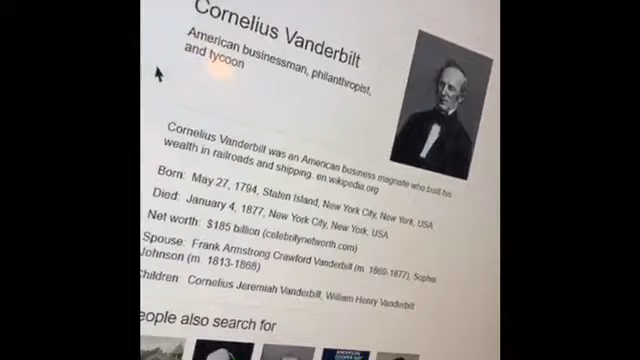 Cornelius Vanderbilt
American businessman, philanthropist,
and tycoon
Cornelius Vanderbilt was an American business magnate who built his
wealth in railroads and shipping. en.wikipedia.org
Born: May 27, 1794, Staten Island, New York City, New York, USA
Died: January 4, 1877, New York City, New York, USA
Net worth: $185 billion (celebritynetworth.com)
Spouse: Frank Armstrong Crawford Vanderbilt (m. 1869-1877), Sophia
Johnson (m. 1813-1868)
hildren: Cornelius Jeremiah Vanderbilt, William Henry Vanderbilt
eople also search for
ANDERSON
COOPER